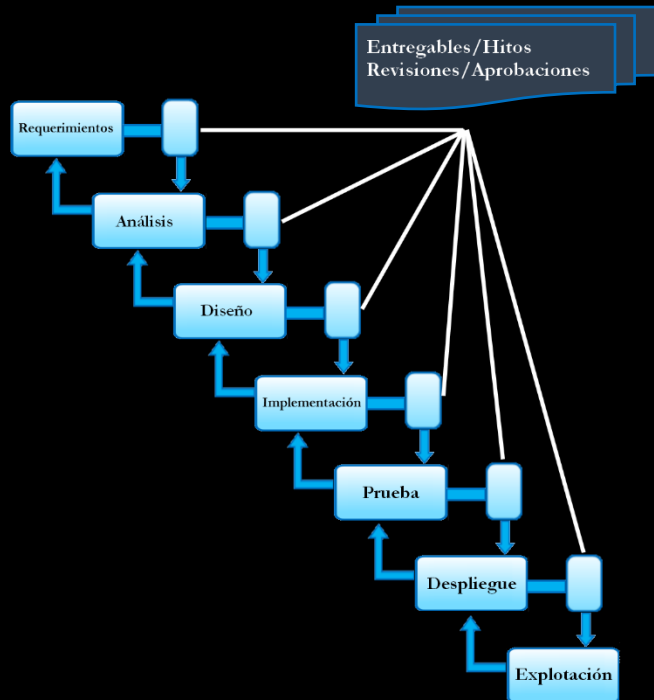 Entregables/Hitos
Revisiones/Aprobaciones
Requerimientos
Análisis
Diseño
Implementación
Prueba
Despliegue
Explotación